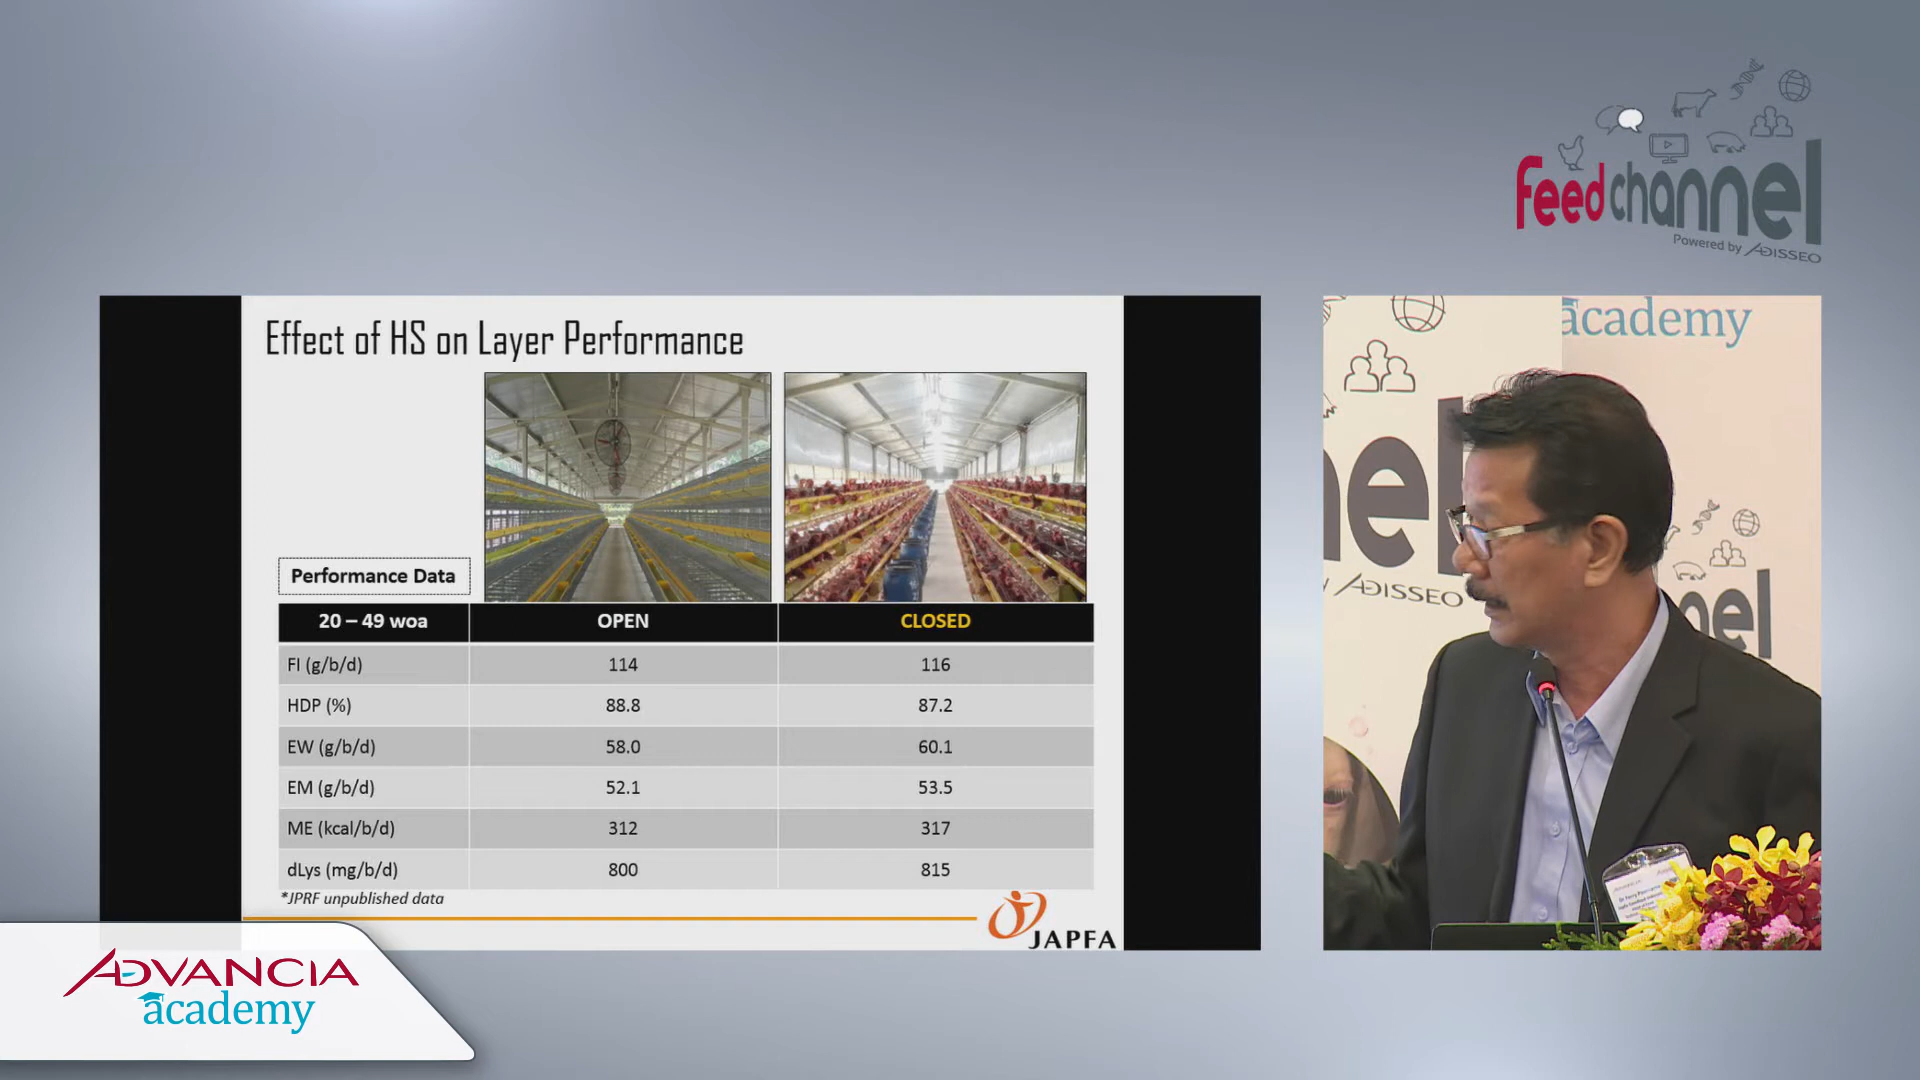 feedchannel
Powered by ADISSEO
Effect of HS on Layer Performance
Performance Data
20 – 49 woa OPEN CLOSED
FI (g/b/d) 114 116
HDP (%) 88.8 87.2
EW (g/b/d) 58.0 60.1
EM (g/b/d) 52.1 53.5
ME (kcal/b/d) 312 317
dLys (mg/b/d) 800 815
*JPRF unpublished data
JAPFA
academy
nel
ADISSEO
nel
ADVANCIA
academy